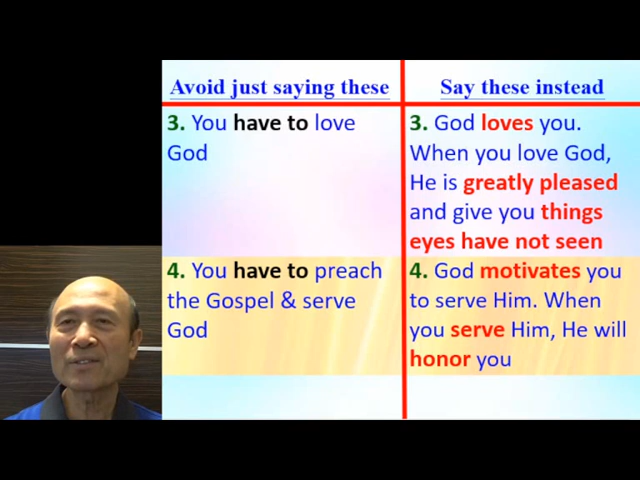 Avoid just saying these
Say these instead
3. You have to love
God
3. God loves you.
When you love God,
He is greatly pleased
and give you things
eyes have not seen
4. You have to preach
the Gospel & serve
God
4. God motivates you
to serve Him. When
you serve Him, He will
honor you